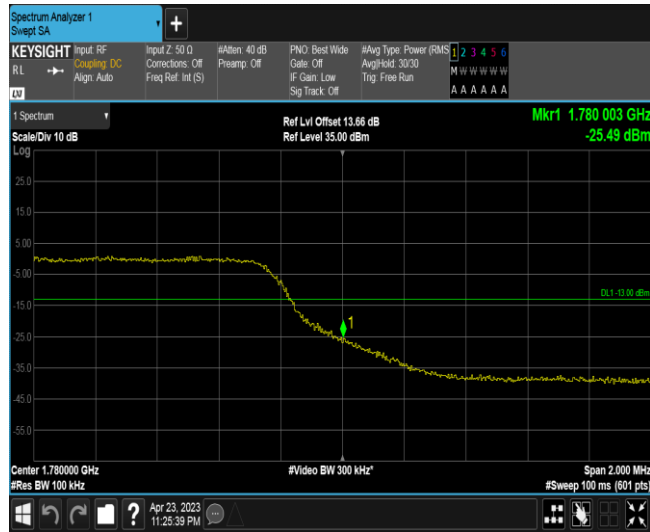 Spectrum Analyzer 1
Swept SA
KEYSIGHT
RL
LXI
Input: RF
Coupling: DC
Align: Auto
Input Z: 50 Ω
Corrections: Off
Freq Ref: Int (S)
#Atten: 40 dB
Preamp: Off
PNO: Best Wide
Gate: Off
IF Gain: Low
Sig Track: Off
#Avg Type: Power (RMS
Avg|Hold: 30/30
Trig: Free Run
1 2 3 4 5 6
M W W W W W
A A A A A A
1 Spectrum
Scale/Div 10 dB
Log
Ref Lvl Offset 13.66 dB
Ref Level 35.00 dBm
Mkr1 1.780 003 GHz
-25.49 dBm
25.0
15.0
5.00
-5.00
-15.0
-25.0
-35.0
-45.0
-55.0
DL1 -13.00 dBm
1
Center 1.780000 GHz
#Res BW 100 kHz
#Video BW 300 kHz*
Span 2.000 MHz
#Sweep 100 ms (601 pts)
?
Apr 23, 2023
11:25:39 PM